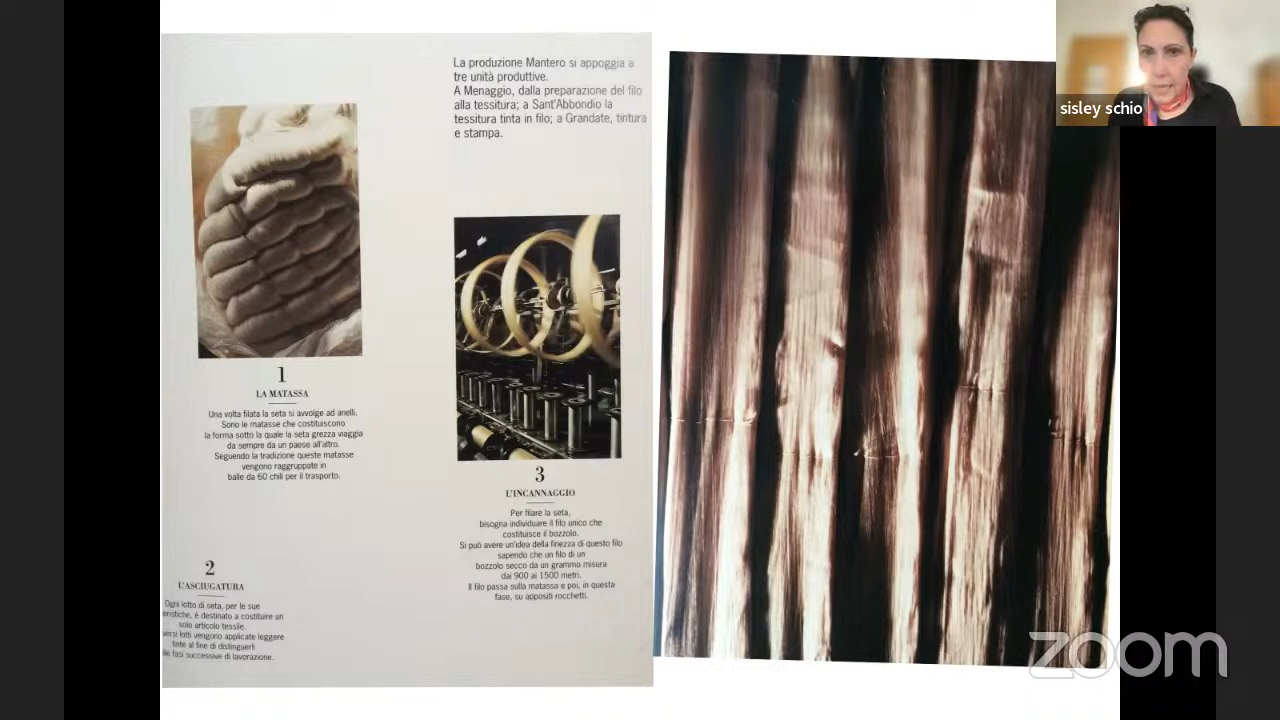 La produzione Mantero si appoggia a
tre unità produttive.
A Menaggio, dalla preparazione del filo
alla tessitura; a Sant'Abbondio la
tessitura tinta in filo; a Grandate, tintura
e stampa.
1
LA MATASSA
Una volta filata la seta si avvolge ad anelli.
Sono le matasse che costituiscono
la forma sotto la quale la seta grezza viaggia
da sempre da un paese all'altro.
Seguendo la tradizione queste matasse
vengono raggruppate in
balle da 60 chili per il trasporto.
2
L'ASCIUGATURA
Ogni lotto di seta, per le sue
eristiche, è destinato a costituire un
solo articolo tessile.
versi lotti vengono applicate leggere
tinte al fine di distinguerli
le fasi successive di lavorazione.
3
L'INCANNAGGIO
Per filare la seta,
bisogna individuare il filo unico che
costituisce il bozzolo.
Si può avere un'idea della finezza di questo filo
sapendo che un filo di un
bozzolo secco da un grammo misura
dai 900 ai 1500 metri.
Il filo passa sulla matassa e poi, in questa
fase, su appositi rocchetti.
sisley schio
zoom